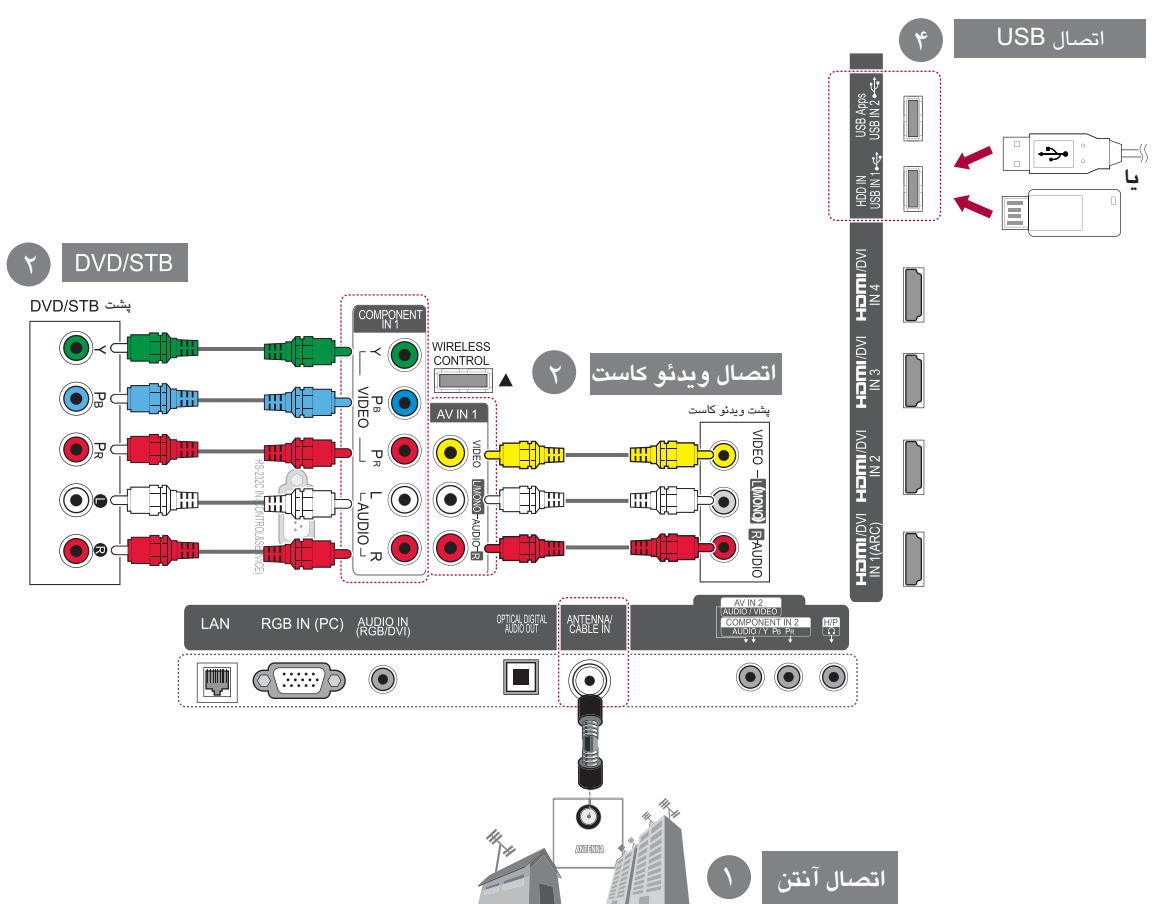 اتصال USB
۴
USB Apps
USB IN 2
HDD IN
USB IN 1
یا
HDMI/DVI
IN 4
HDMI/DVI
IN 3
HDMI/DVI
IN 2
HDMI/DVI
IN 1(ARC)
۲
DVD/STB
پشت DVD/STB
Y
PB
PR
L
R
COMPONENT
IN 1
Y
PB
PR
VIDEO
L
AUDIO
R
RS-232C IN (CONTROL&SERVICE)
WIRELESS
CONTROL
AV IN 1
VIDEO
L/MONO
AUDIO
R
اتصال ویدئو کاست
۲
پشت ویدئو کاست
VIDEO
L(MONO)
R AUDIO
LAN
RGB IN (PC)
AUDIO IN
(RGB/DVI)
OPTICAL DIGITAL
AUDIO OUT
ANTENNA/
CABLE IN
AV IN 2
AUDIO / VIDEO
COMPONENT IN 2
AUDIO / Y PB PR
H/P
ANTENNA
اتصال آنتن
۱